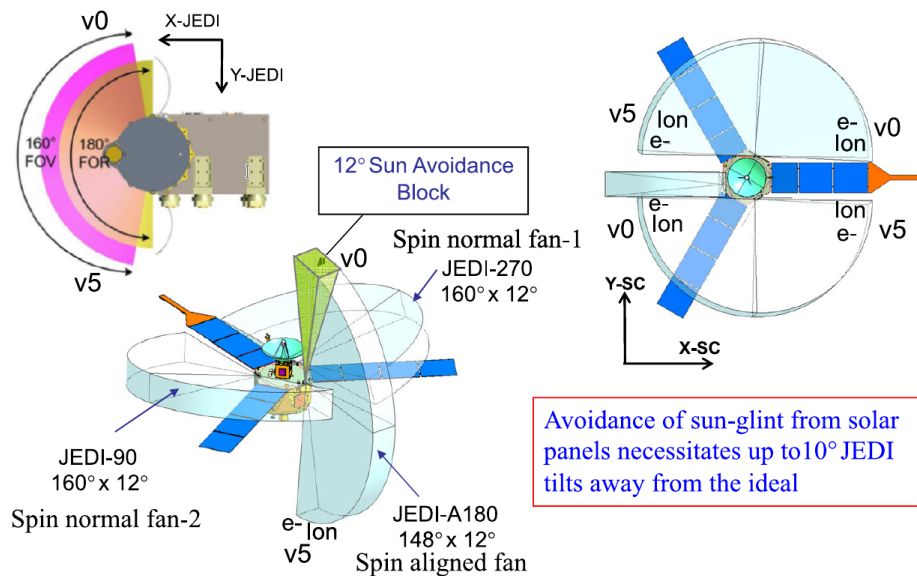 v0
X-JEDI
Y-JEDI
160°
FOV
180°
FOR
v5
12° Sun Avoidance
Block
v0
Spin normal fan-1
JEDI-270
160° x 12°
JEDI-90
160° x 12°
Spin normal fan-2
e-
Ion
v5
JEDI-A180
148° x 12°
Spin aligned fan
v5
Ion
e-
e-
Ion
v0
e-
Ion
v0
Ion
e-
v5
Y-SC
X-SC
Avoidance of sun-glint from solar
panels necessitates up to10° JEDI
tilts away from the ideal